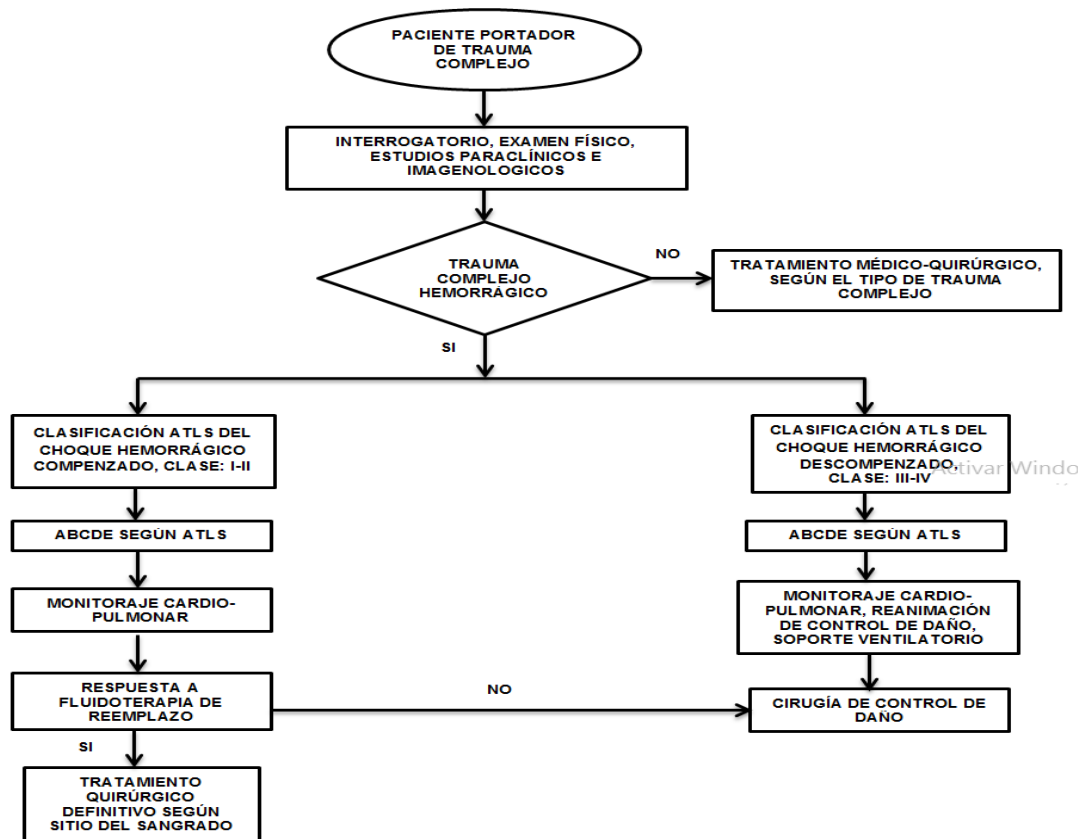 PACIENTE PORTADOR
DE TRAUMA
COMPLEJO
INTERROGATORIO, EXAMEN FÍSICO,
ESTUDIOS PARACLÍNICOS E
IMAGENOLOGICOS
TRAUMA
COMPLEJO
HEMORRÁGICO
NO
TRATAMIENTO MÉDICO-QUIRÚRGICO,
SEGÚN EL TIPO DE TRAUMA
COMPLEJO
SI
CLASIFICACIÓN ATLS DEL
CHOQUE HEMORRÁGICO
COMPENZADO, CLASE: I-II
ABCDE SEGÚN ATLS
MONITORAJE CARDIO-
PULMONAR
RESPUESTA A
FLUIDOTERAPIA DE
REEMPLAZO
NO
SI
TRATAMIENTO
QUIRÚRGICO
DEFINITIVO SEGÚN
SITIO DEL SANGRADO
CLASIFICACIÓN ATLS DEL
CHOQUE HEMORRÁGICO
DESCOMPENZADO,
CLASE: III-IV
ABCDE SEGÚN ATLS
MONITORAJE CARDIO-
PULMONAR, REANIMACIÓN
DE CONTROL DE DAÑO,
SOPORTE VENTILATORIO
CIRUGÍA DE CONTROL DE
DAÑO
Activar Windo